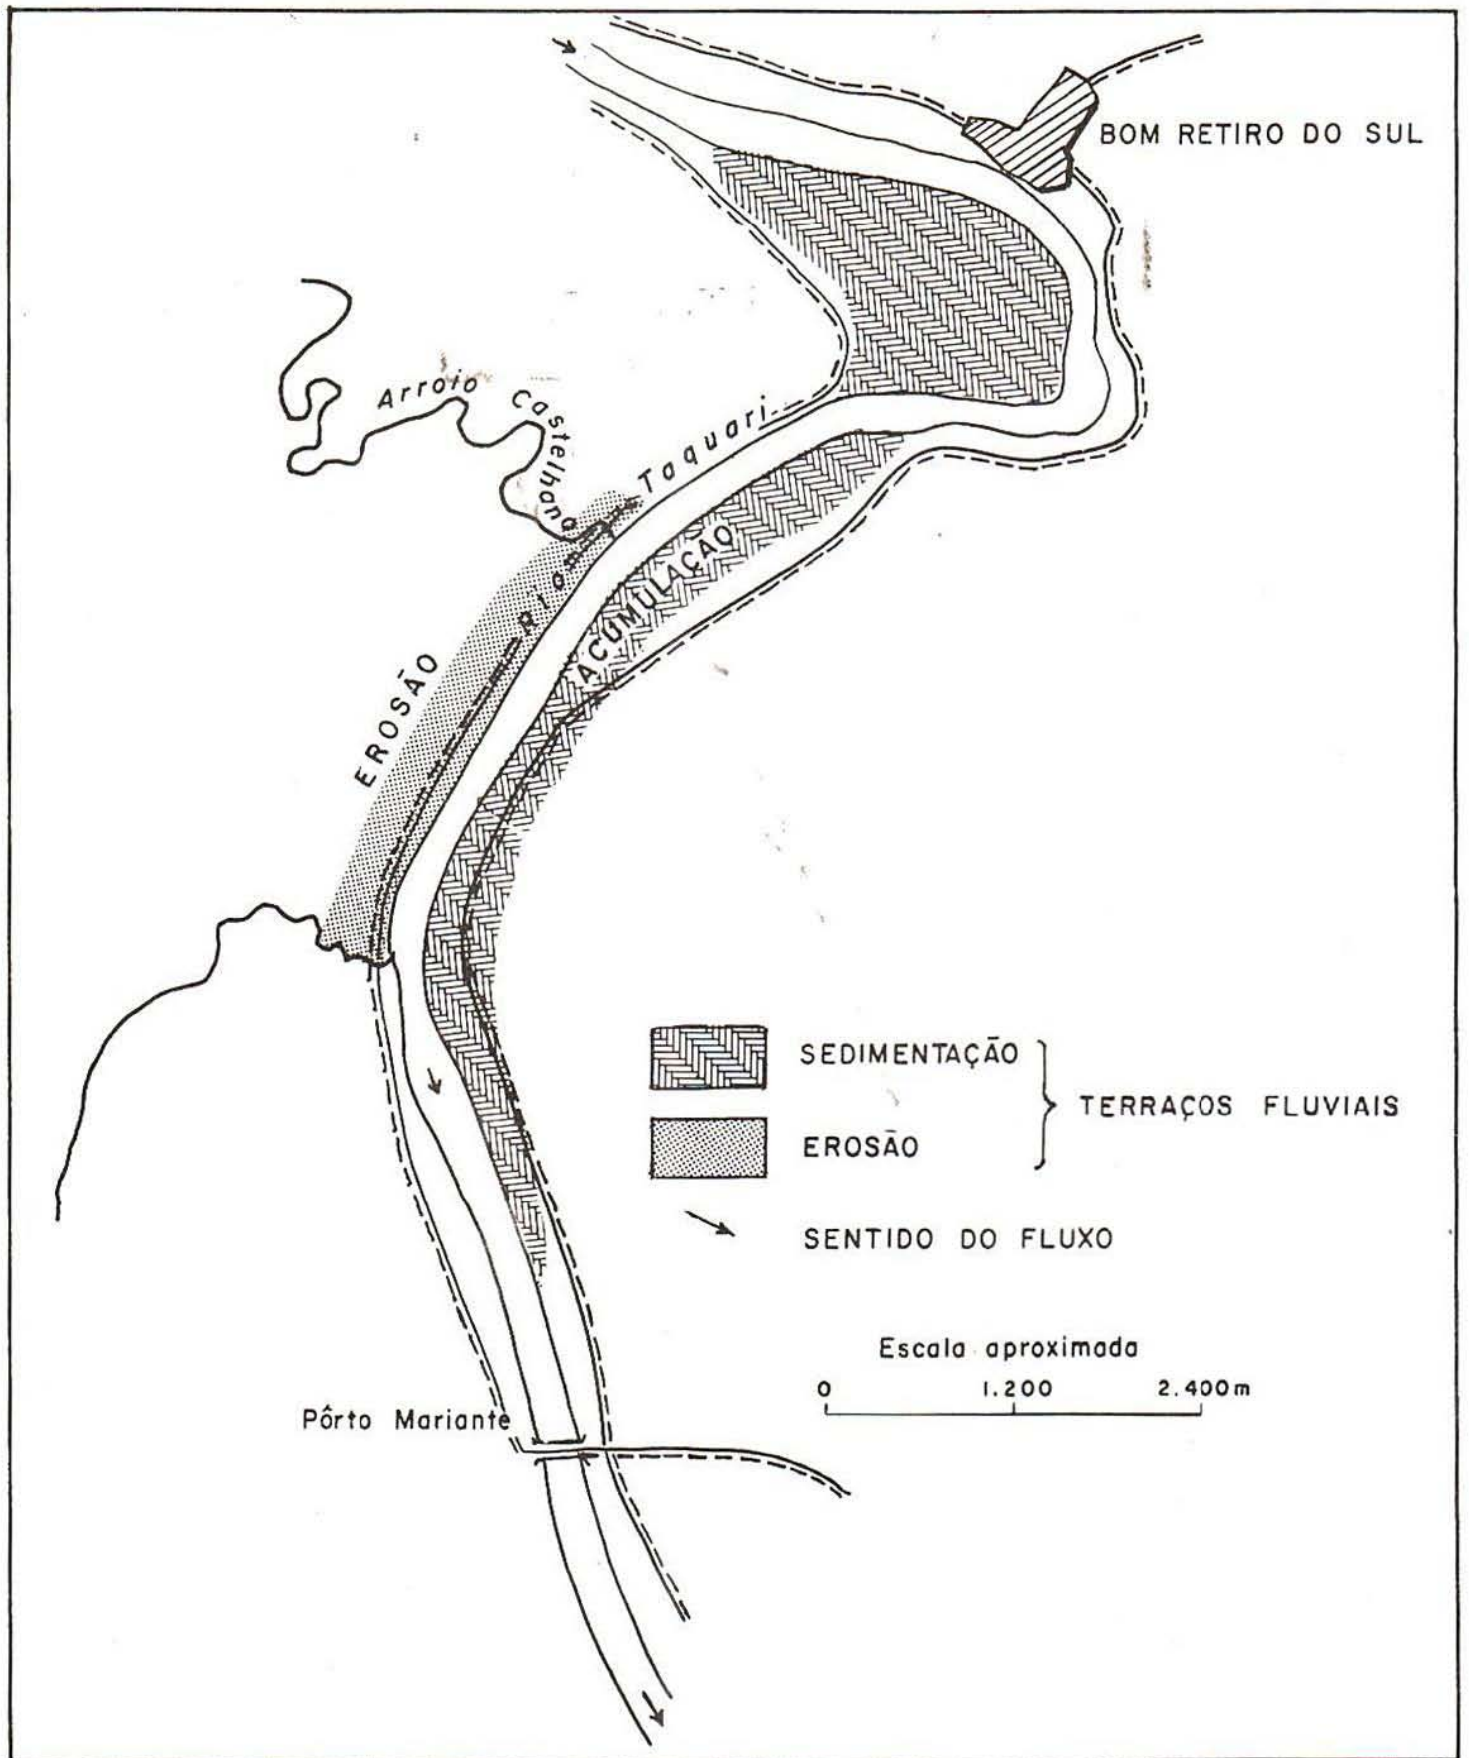 BOM RETIRO DO SUL
Arroio Castelhano
Rio Taquari
ACUMULAÇÃO
EROSÃO
SEDIMENTAÇÃO
EROSÃO
TERRAÇOS FLUVIAIS
SENTIDO DO FLUXO
Escala aproximada
0 1.200 2.400m
Pôrto Mariante